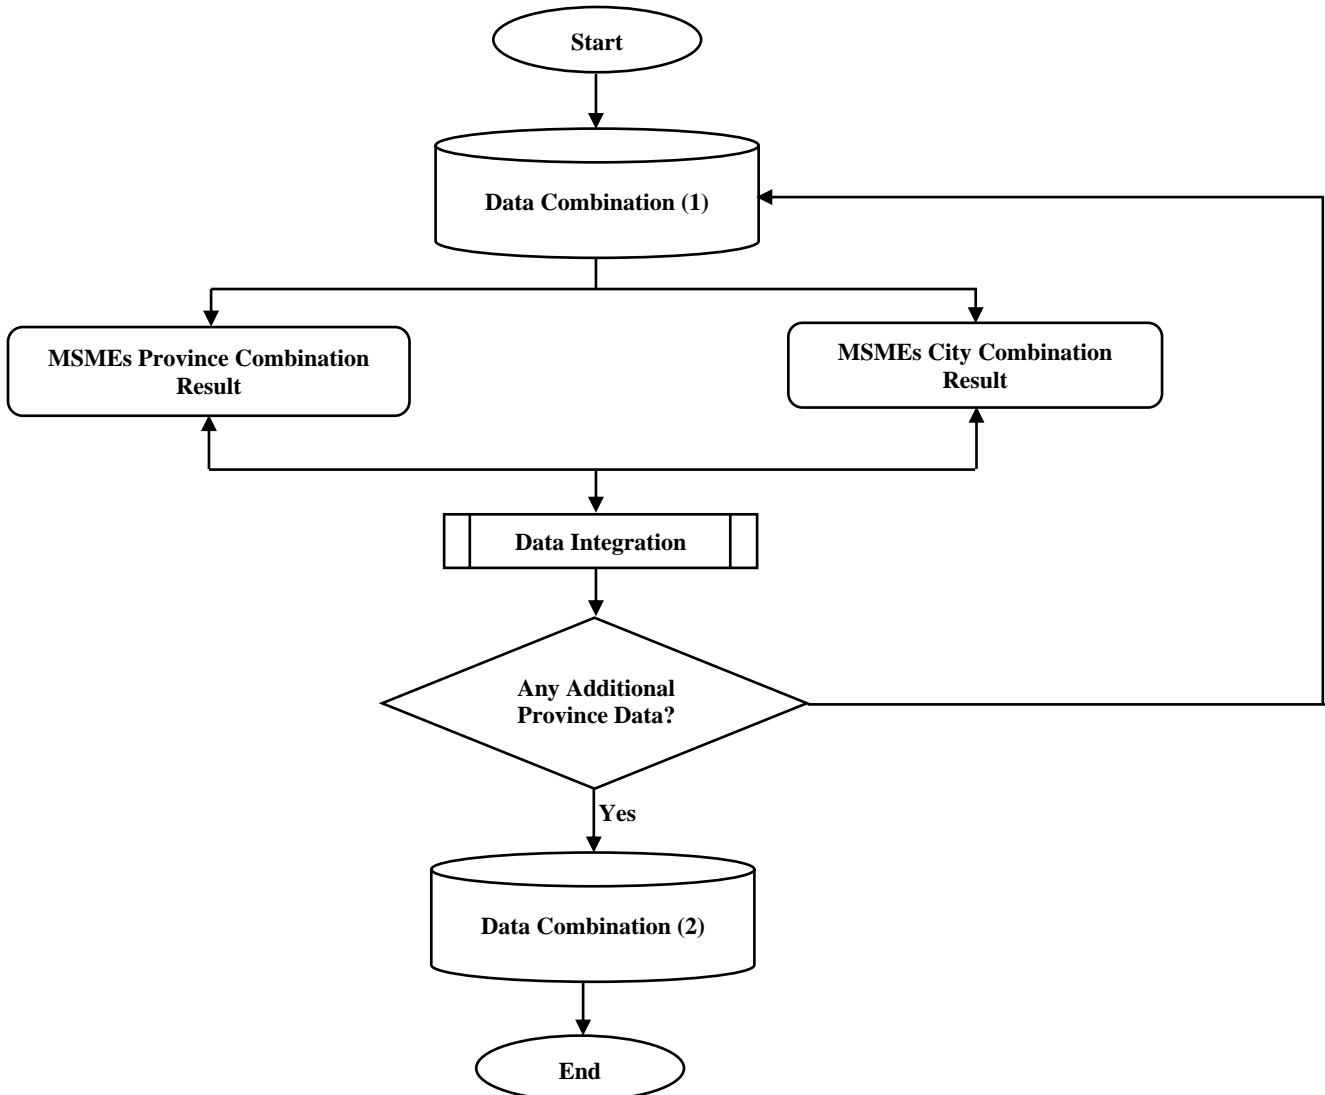 Start
Data Combination (1)
MSMEs Province Combination
Result
MSMEs City Combination
Result
Data Integration
Any Additional
Province Data?
Yes
Data Combination (2)
End